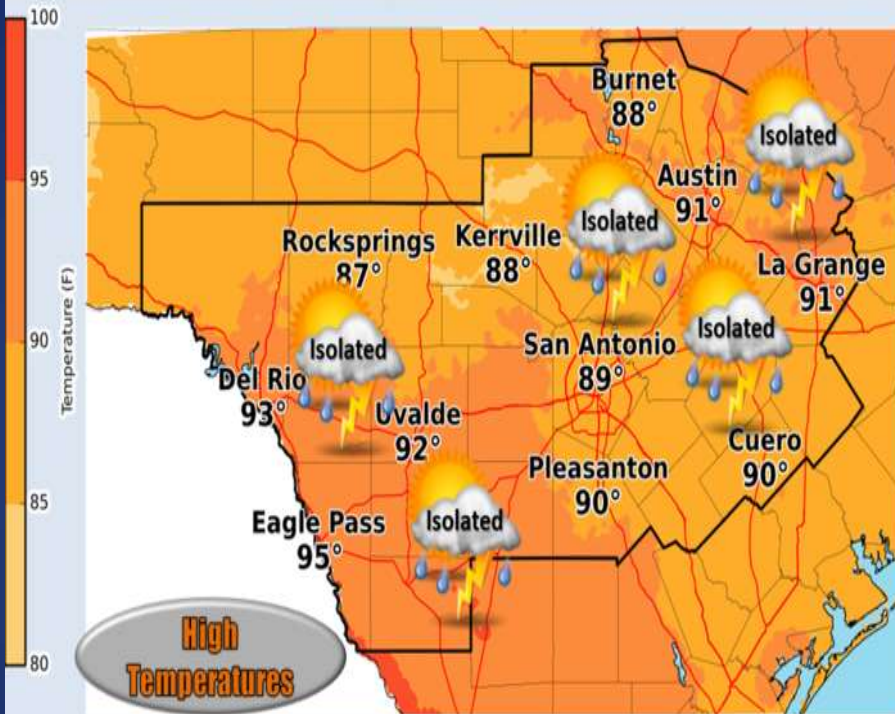 100
95
90
85
80
Temperature (F)
Burnet
88°
Isolated
Austin
91°
Isolated
Rocksprings
87°
Kerrville
88°
La Grange
91°
Isolated
Isolated
San Antonio
89°
Del Rio
93°
Uvalde
92°
Cuero
90°
Pleasanton
90°
Eagle Pass
95°
Isolated
High
Temperatures